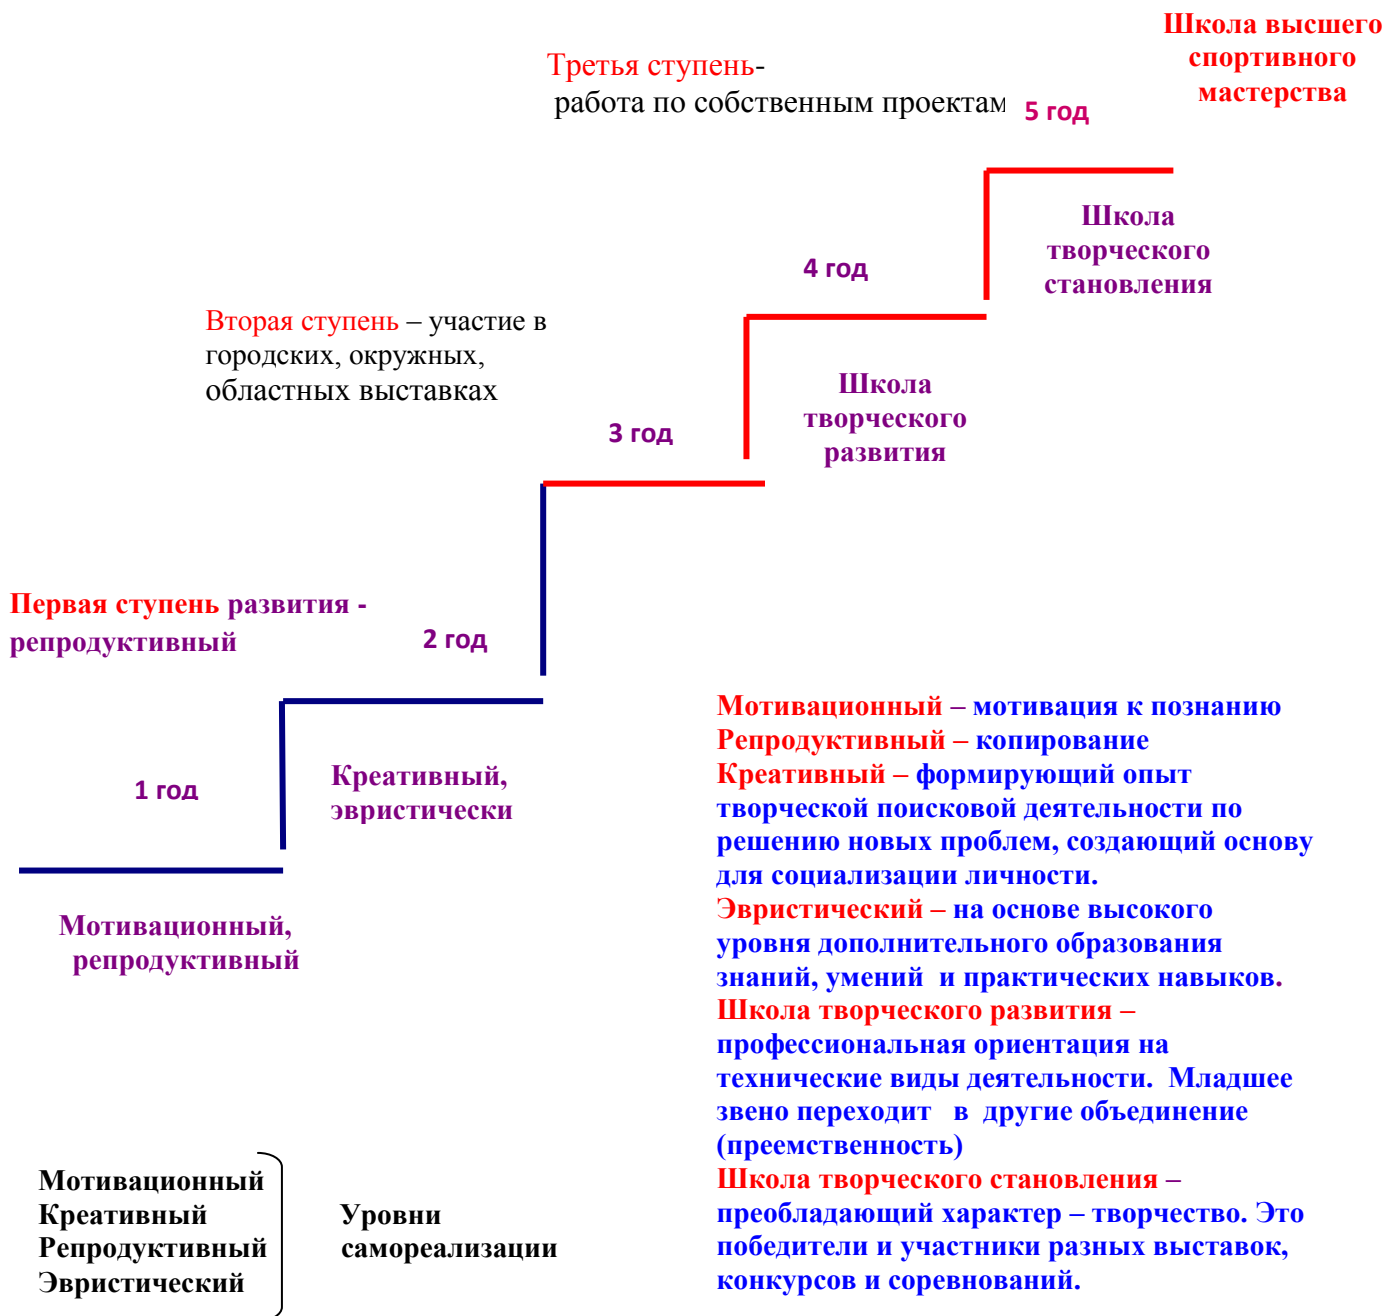 Школа высшего
спортивного
мастерства
Третья ступень-
работа по собственным проектам
5 год
Школа
творческого
становления
4 год
Вторая ступень – участие в
городских, окружных,
областных выставках
Школа
творческого
развития
3 год
Первая ступень развития -
репродуктивный
2 год
Креативный,
эвристически
1 год
Мотивационный,
репродуктивный
Мотивационный – мотивация к познанию
Репродуктивный – копирование
Креативный – формирующий опыт
творческой поисковой деятельности по
решению новых проблем, создающий основу
для социализации личности.
Эвристический – на основе высокого
уровня дополнительного образования
знаний, умений и практических навыков.
Школа творческого развития –
профессиональная ориентация на
технические виды деятельности. Младшее
звено переходит в другие объединение
(преемственность)
Школа творческого становления –
преобладающий характер – творчество. Это
победители и участники разных выставок,
конкурсов и соревнований.
Мотивационный
Креативный
Репродуктивный
Эвристический
Уровни
самореализации